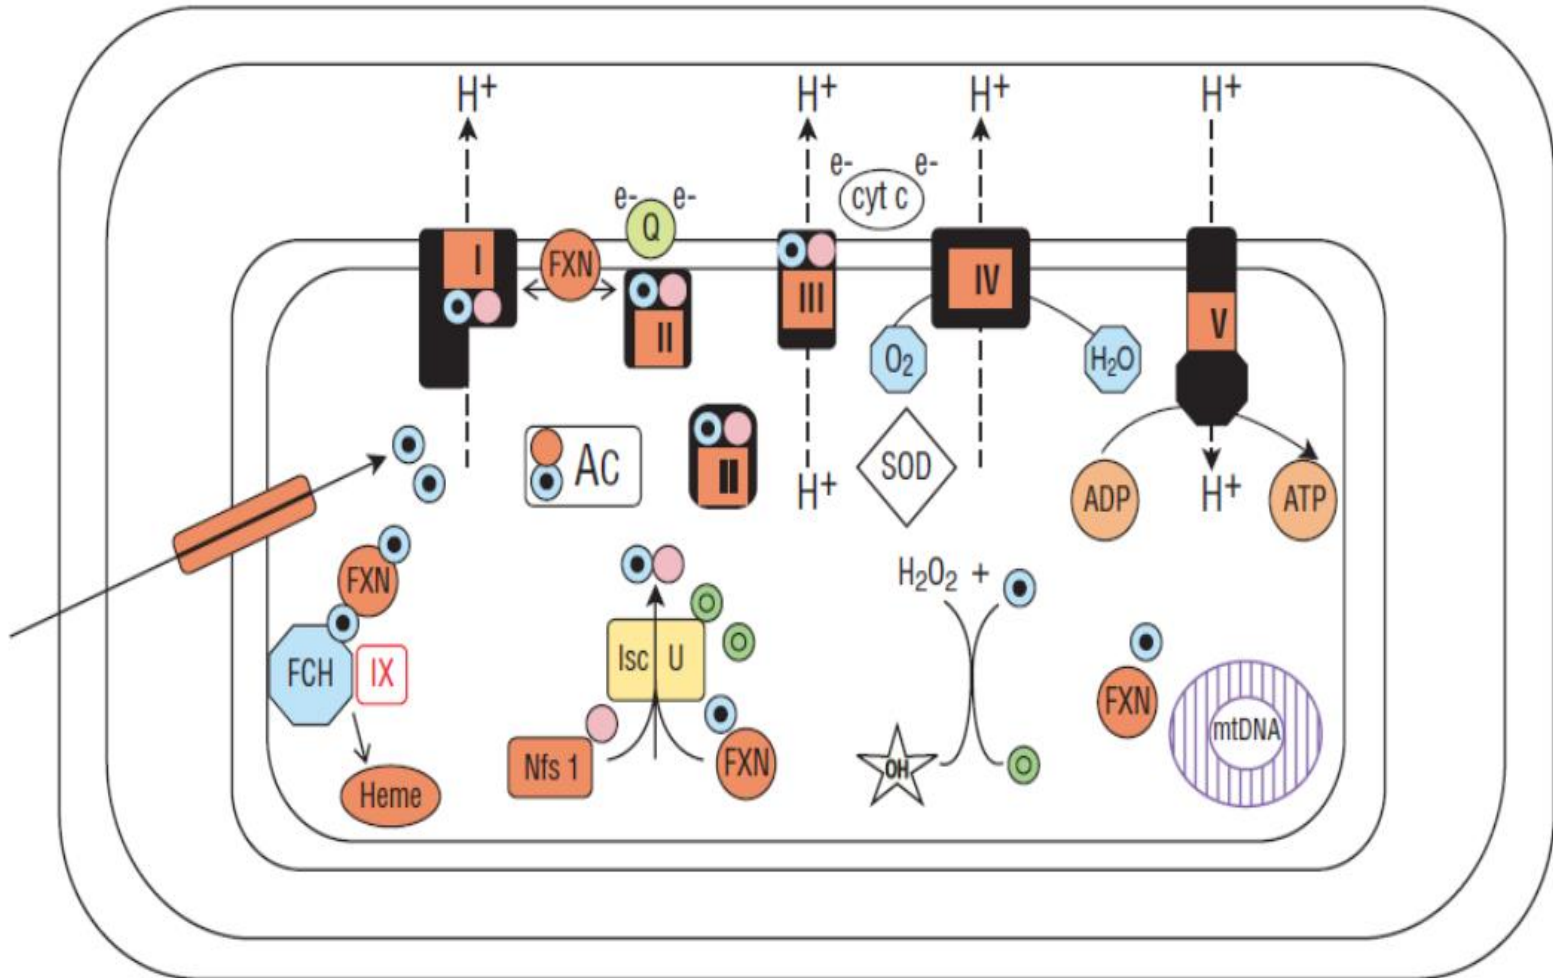 H+
H+
H+
H+
e-
e-
cyt c
e-
e-
Q
I
FXN
II
III
IV
V
O2
H2O
Ac
II
SOD
H+
ADP
H+
ATP
FXN
H2O2 +
FCH
IX
Isc U
FXN
mtDNA
Nfs 1
FXN
OH
Heme